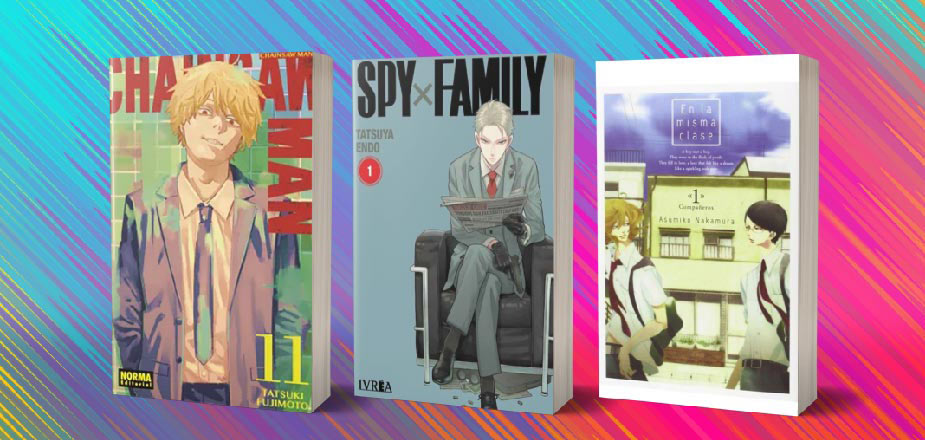 CHAINSAW MAN
CHAINSAW
MAN
11
TATSUKI
FUJIMOTO
NORMA
Editorial
SPY×FAMILY
TATSUYA
ENDO
1
IVREA
En la
misma
clase
1
Compañeros
Asumiko Nakamura